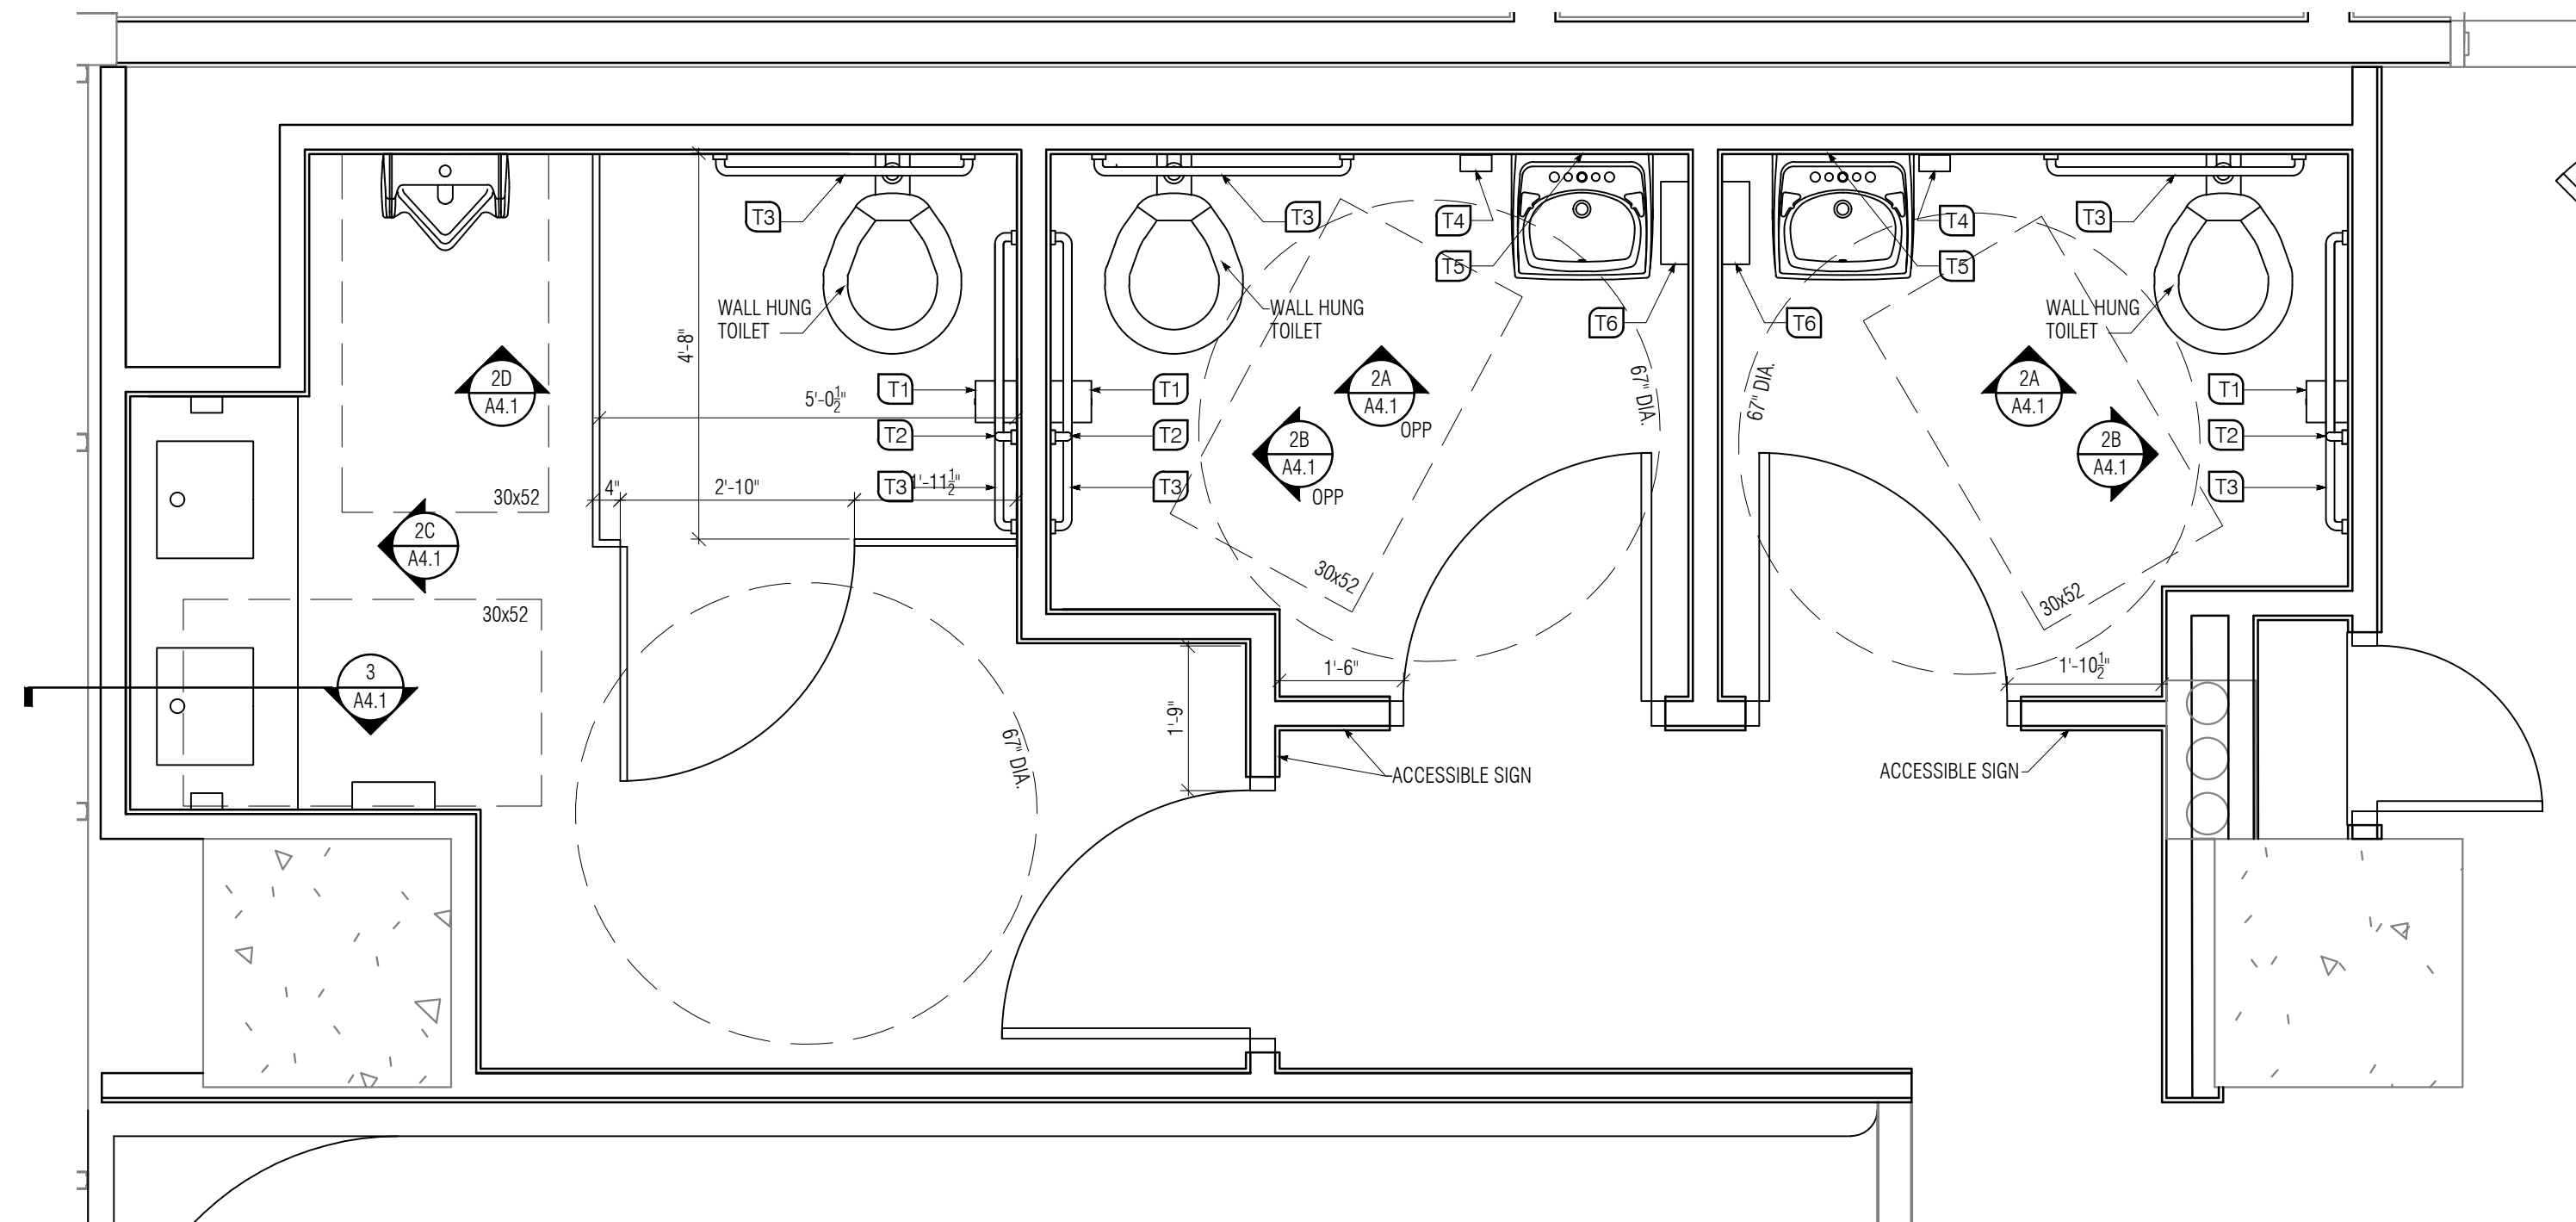 T3
T3
T4
T4
T3
T5
T5
WALL HUNG
TOILET
WALL HUNG
TOILET
T6
T6
WALL HUNG
TOILET
4'-8"
2D
A4.1
5'-0½"
T1
T1
2A
A4.1
OPP
67" DIA.
67" DIA.
2A
A4.1
T1
T2
T2
2B
A4.1
OPP
2B
A4.1
T2
30x52
4"
2'-10"
T3
1'-11½"
T3
T3
2C
A4.1
30x52
30x52
30x52
3
A4.1
1'-6"
1'-10½"
1'-9"
67" DIA.
ACCESSIBLE SIGN
ACCESSIBLE SIGN